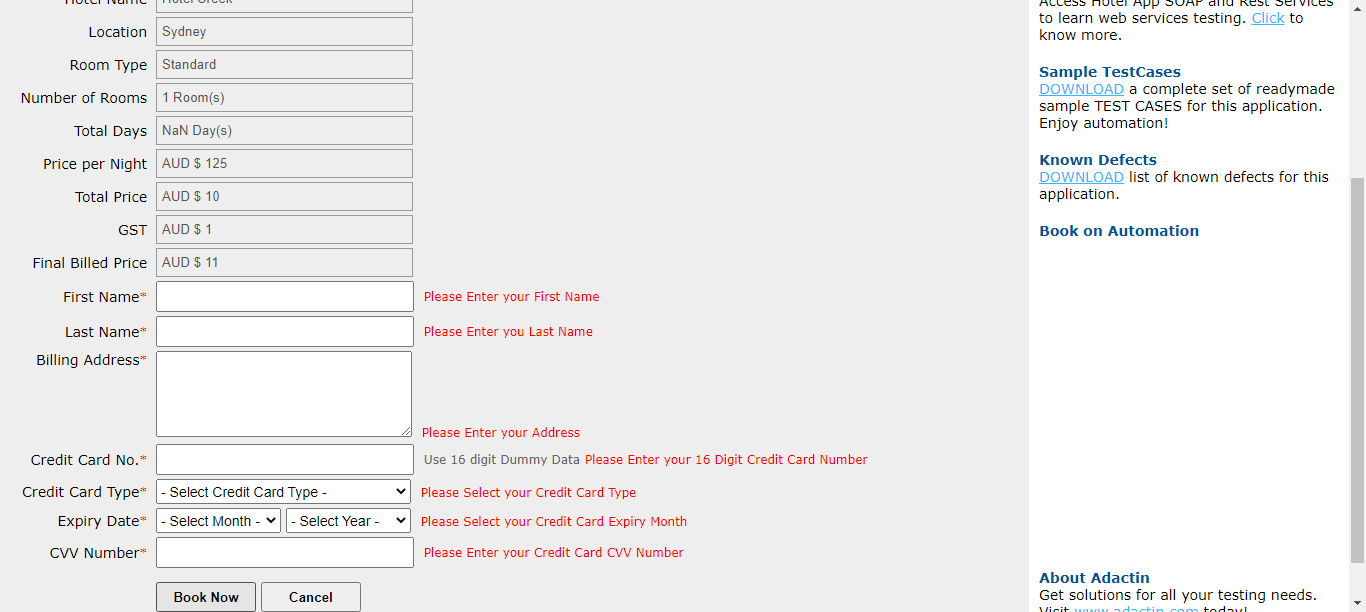 Hotel Name Hotel Creek
Location Sydney
Room Type Standard
Number of Rooms 1 Room(s)
Total Days NaN Day(s)
Price per Night AUD $ 125
Total Price AUD $ 10
GST AUD $ 1
Final Billed Price AUD $ 11
First Name* Please Enter your First Name
Last Name* Please Enter you Last Name
Billing Address*
Please Enter your Address
Credit Card No.* Use 16 digit Dummy Data Please Enter your 16 Digit Credit Card Number
Credit Card Type* - Select Credit Card Type - Please Select your Credit Card Type
Expiry Date* - Select Month - - Select Year - Please Select your Credit Card Expiry Month
CVV Number* Please Enter your Credit Card CVV Number
Book Now Cancel
Access Hotel App SOAP and Rest Services
to learn web services testing. Click to
know more.
Sample TestCases
DOWNLOAD a complete set of readymade
sample TEST CASES for this application.
Enjoy automation!
Known Defects
DOWNLOAD list of known defects for this
application.
Book on Automation
About Adactin
Get solutions for all your testing needs.
Visit www.adactin.com today!